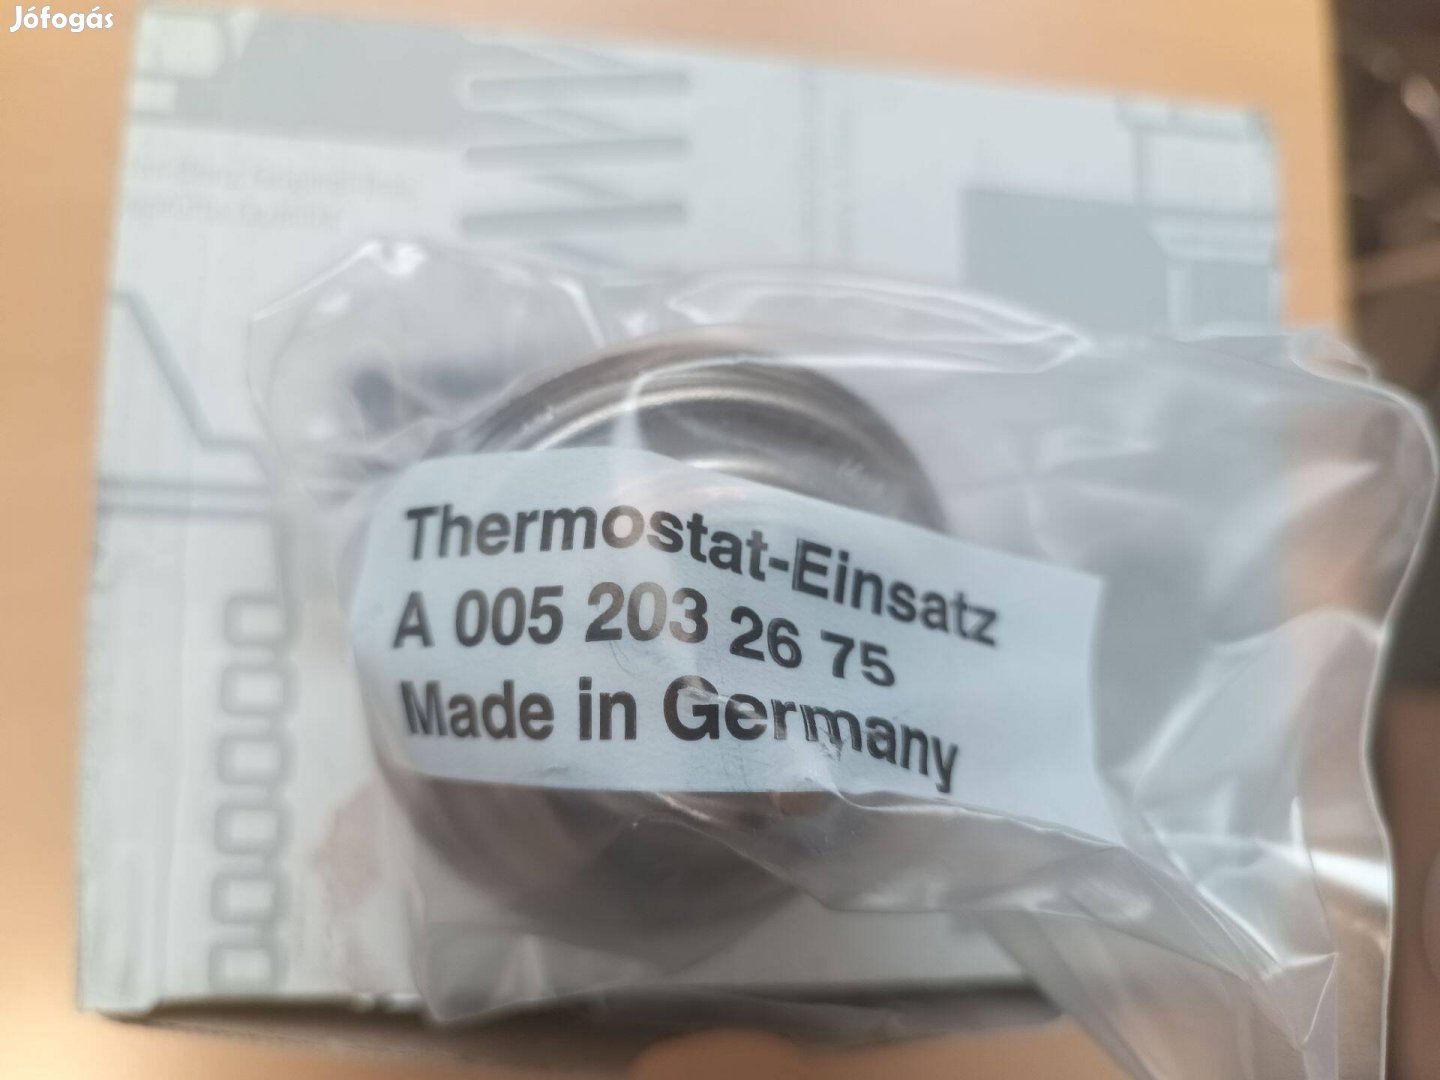 Jófogás
Thermostat-Einsatz
A 005 203 26 75
Made in Germany